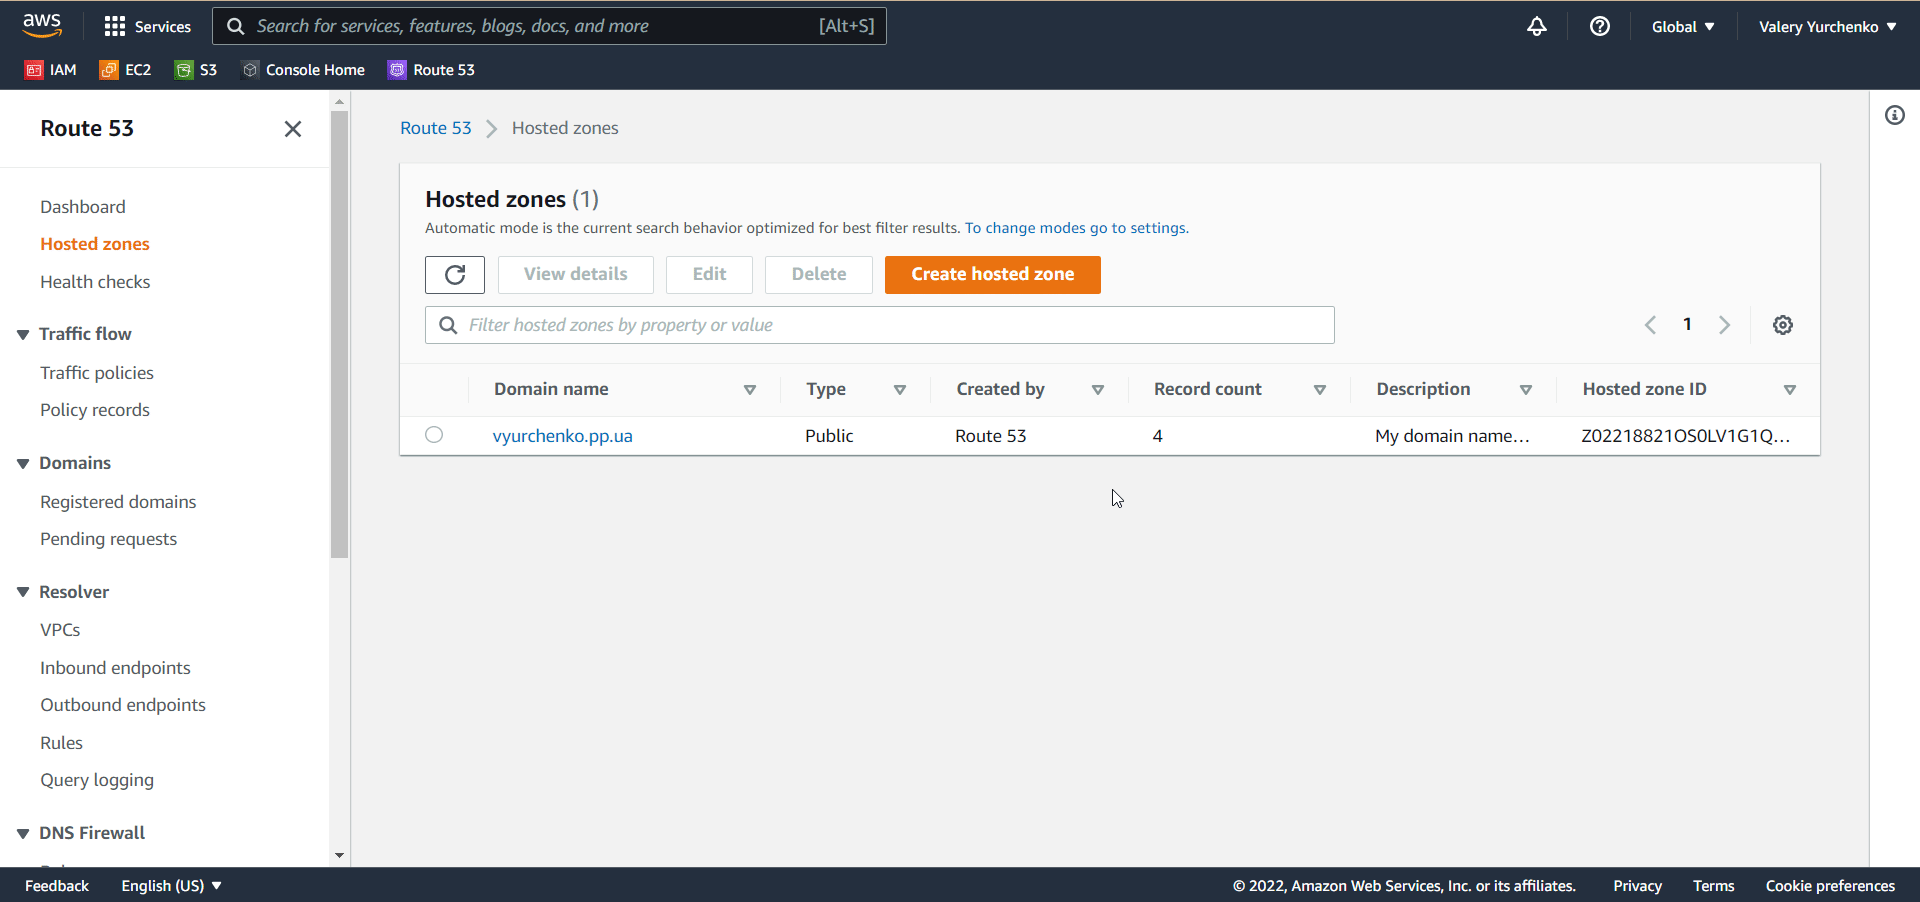 aws
Services
Search for services, features, blogs, docs, and more [Alt+S]
Global
Valery Yurchenko
IAM EC2 S3 Console Home Route 53
Route 53
Dashboard
Hosted zones
Health checks
Traffic flow
Traffic policies
Policy records
Domains
Registered domains
Pending requests
Resolver
VPCs
Inbound endpoints
Outbound endpoints
Rules
Query logging
DNS Firewall
Route 53 Hosted zones
Hosted zones (1)
Automatic mode is the current search behavior optimized for best filter results. To change modes go to settings.
View details Edit Delete Create hosted zone
Filter hosted zones by property or value
1
Domain name Type Created by Record count Description Hosted zone ID
vyurchenko.pp.ua Public Route 53 4 My domain name... Z02218821OS0LV1G1Q...
Feedback English (US) © 2022, Amazon Web Services, Inc. or its affiliates. Privacy Terms Cookie preferences